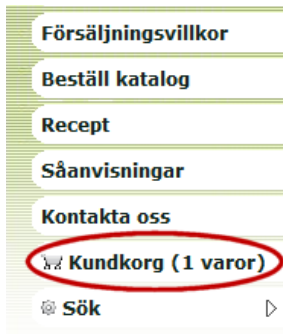 Försäljningsvillkor
Beställ katalog
Recept
Såanvisningar
Kontakta oss
Kundkorg (1 varor)
Sök